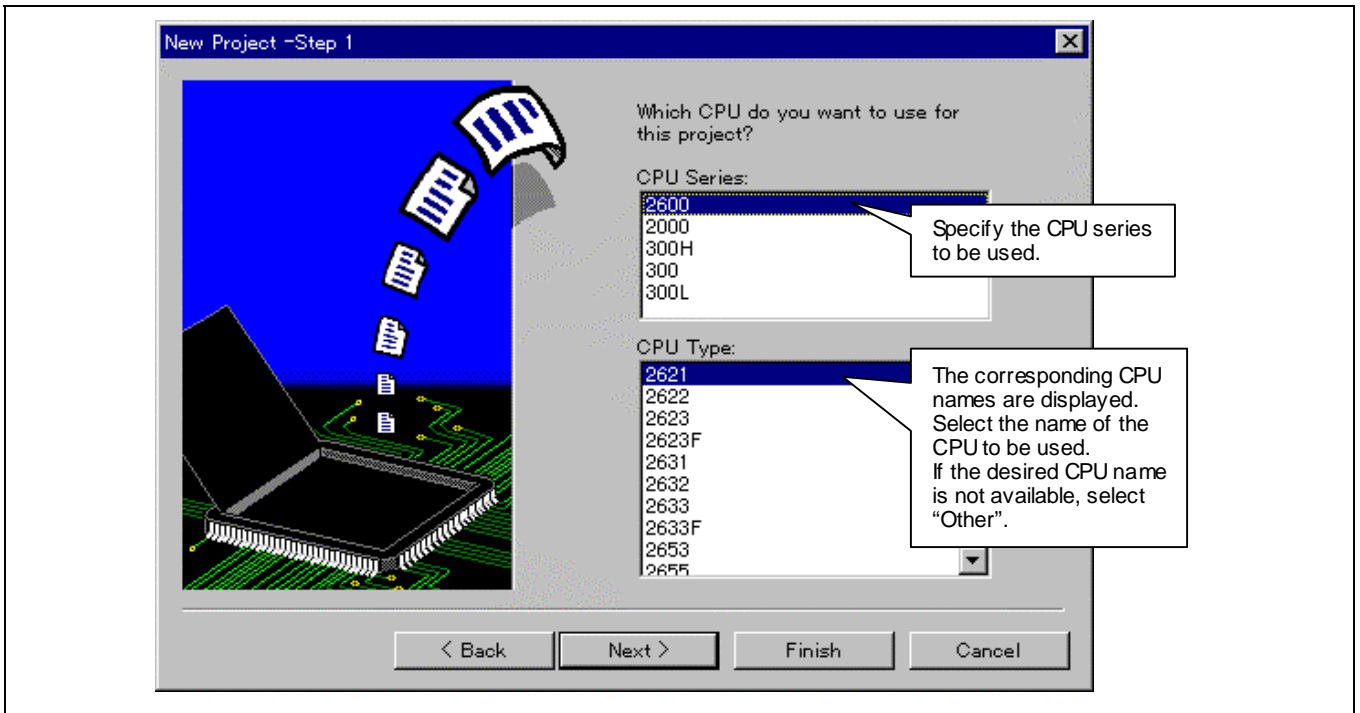 New Project -Step 1
Which CPU do you want to use for
this project?
CPU Series:
2600
2000
300H
300
300L
Specify the CPU series
to be used.
CPU Type:
2621
2622
2623
2623F
2631
2632
2633
2633F
2653
2655
The corresponding CPU
names are displayed.
Select the name of the
CPU to be used.
If the desired CPU name
is not available, select
“Other”.
< Back
Next >
Finish
Cancel